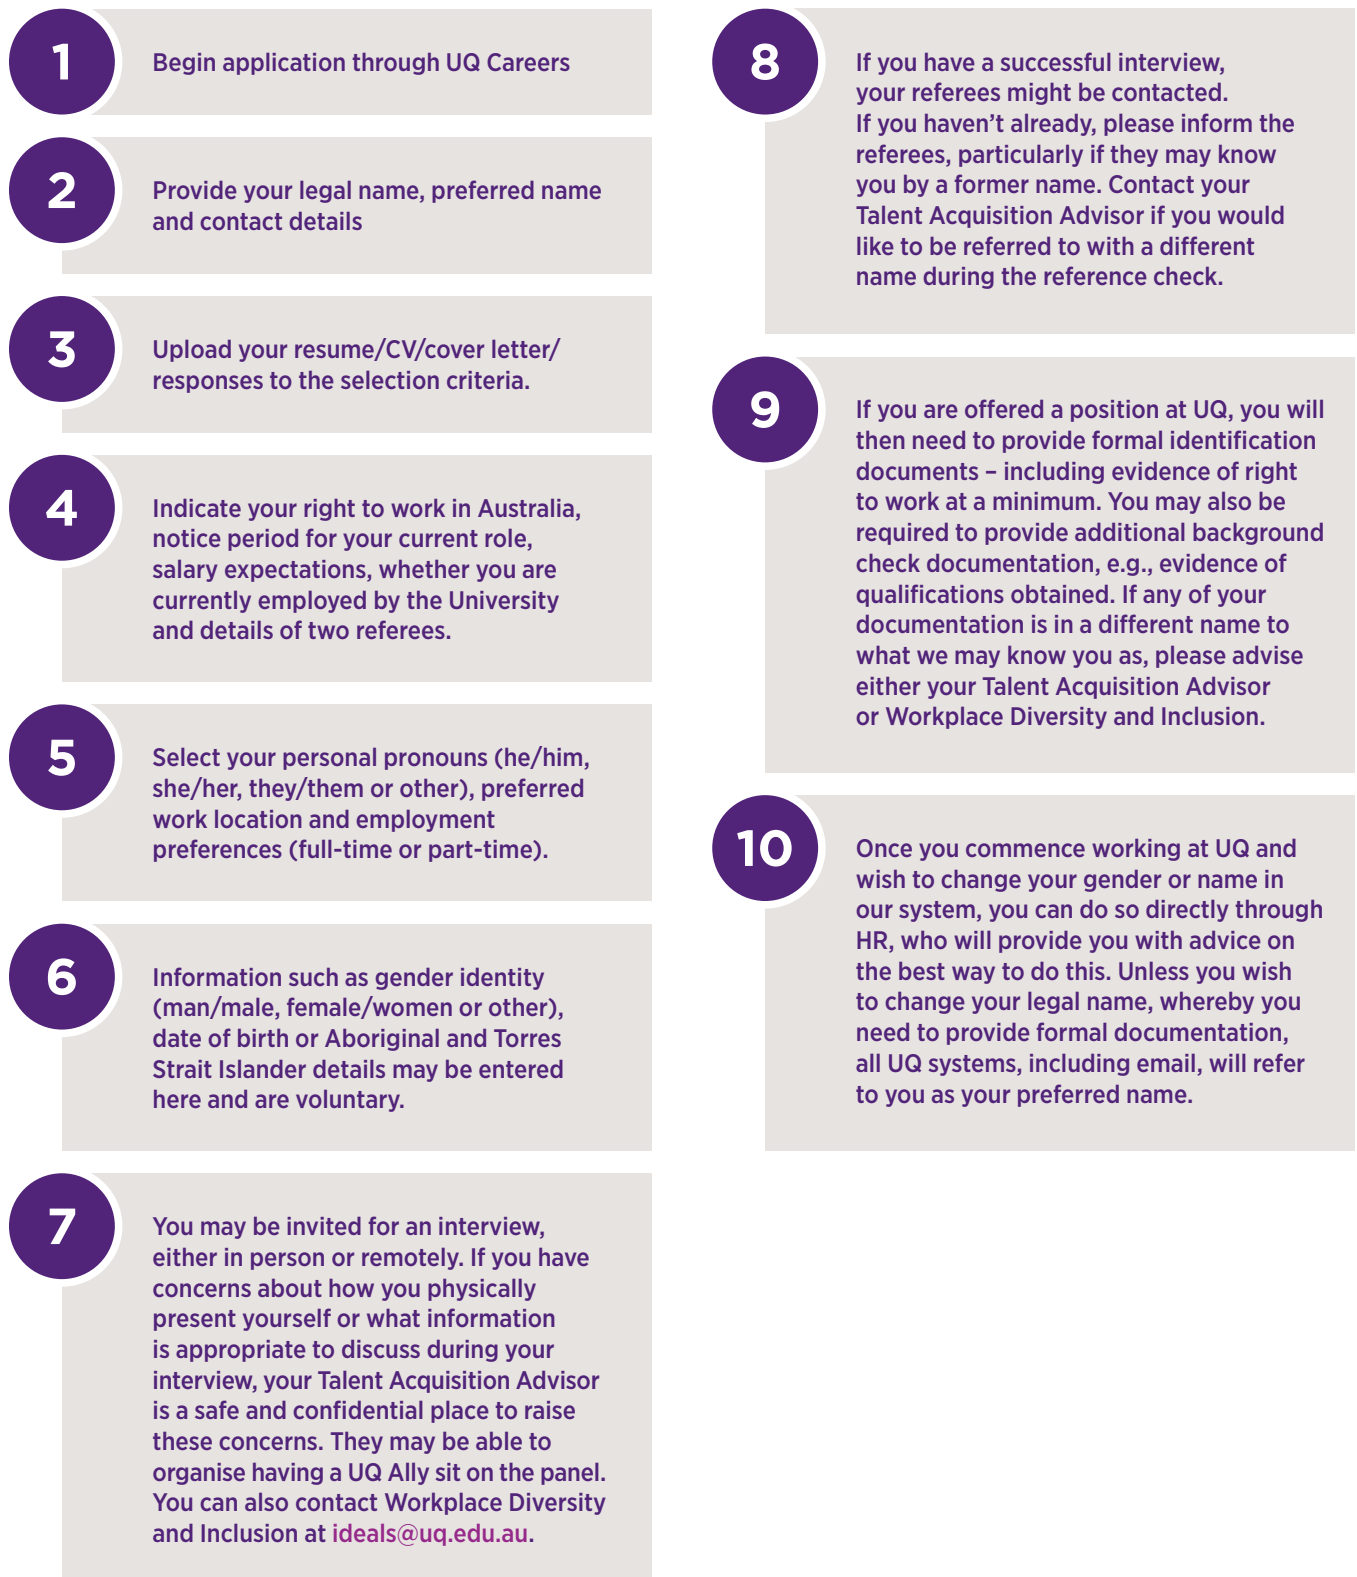 1
Begin application through UQ Careers
2
Provide your legal name, preferred name
and contact details
3
Upload your resume/CV/cover letter/
responses to the selection criteria.
4
Indicate your right to work in Australia,
notice period for your current role,
salary expectations, whether you are
currently employed by the University
and details of two referees.
5
Select your personal pronouns (he/him,
she/her, they/them or other), preferred
work location and employment
preferences (full-time or part-time).
6
Information such as gender identity
(man/male, female/women or other),
date of birth or Aboriginal and Torres
Strait Islander details may be entered
here and are voluntary.
7
You may be invited for an interview,
either in person or remotely. If you have
concerns about how you physically
present yourself or what information
is appropriate to discuss during your
interview, your Talent Acquisition Advisor
is a safe and confidential place to raise
these concerns. They may be able to
organise having a UQ Ally sit on the panel.
You can also contact Workplace Diversity
and Inclusion at ideals@uq.edu.au.
8
If you have a successful interview,
your referees might be contacted.
If you haven't already, please inform the
referees, particularly if they may know
you by a former name. Contact your
Talent Acquisition Advisor if you would
like to be referred to with a different
name during the reference check.
9
If you are offered a position at UQ, you will
then need to provide formal identification
documents – including evidence of right
to work at a minimum. You may also be
required to provide additional background
check documentation, e.g., evidence of
qualifications obtained. If any of your
documentation is in a different name to
what we may know you as, please advise
either your Talent Acquisition Advisor
or Workplace Diversity and Inclusion.
10
Once you commence working at UQ and
wish to change your gender or name in
our system, you can do so directly through
HR, who will provide you with advice on
the best way to do this. Unless you wish
to change your legal name, whereby you
need to provide formal documentation,
all UQ systems, including email, will refer
to you as your preferred name.